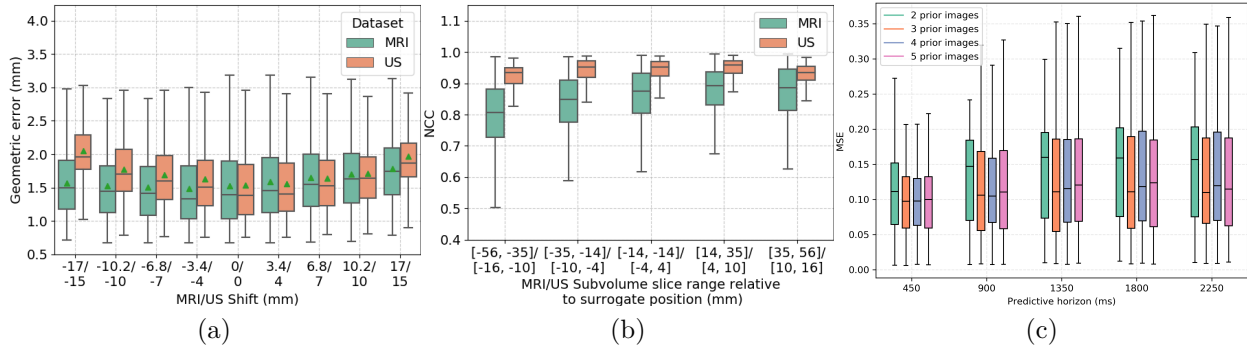 4.0
3.5
3.0
2.5
2.0
1.5
1.0
0.5
Geometric error (mm)
Dataset
MRI
US
-17/ -10.2/ -6.8/ -3.4/ 0/ 3.4/ 6.8/ 10.2/ 17/
-15 -10 -7 -4 0 4 7 10 15
MRI/US Shift (mm)
(a)
1.1
1.0
0.9
0.8
0.7
0.6
0.5
0.4
NCC
MRI
US
[-56, -35]/ [-35, -14]/ [-14, -14]/ [14, 35]/ [35, 56]/
[-16, -10] [-10, -4] [-4, 4] [4, 10] [10, 16]
MRI/US Subvolume slice range relative
to surrogate position (mm)
(b)
0.35
0.30
0.25
0.20
0.15
0.10
0.05
0.00
MSE
2 prior images
3 prior images
4 prior images
5 prior images
450 900 1350 1800 2250
Predictive horizon (ms)
(c)